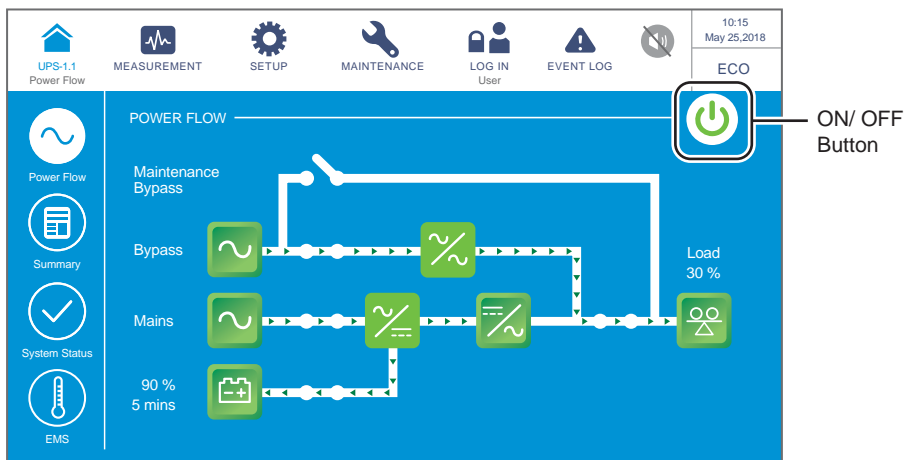 UPS-1.1
Power Flow
MEASUREMENT
SETUP
MAINTENANCE
LOG IN
User
EVENT LOG
10:15
May 25,2018
ECO
ON/ OFF
Button
POWER FLOW
Power Flow
Summary
System Status
EMS
Maintenance
Bypass
Bypass
Load
30 %
Mains
90 %
5 mins